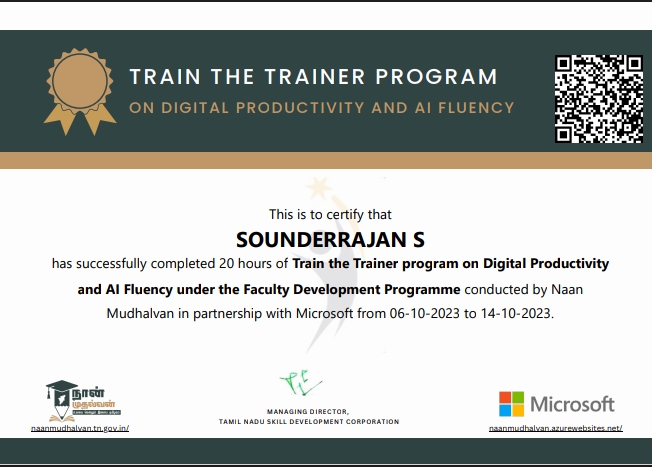 TRAIN THE TRAINER PROGRAM
ON DIGITAL PRODUCTIVITY AND AI FLUENCY
This is to certify that
SOUNDERRAJAN S
has successfully completed 20 hours of Train the Trainer program on Digital Productivity
and AI Fluency under the Faculty Development Programme conducted by Naan
Mudhalvan in partnership with Microsoft from 06-10-2023 to 14-10-2023.
நான்
முதல்வன்
naanmudhalvan.tn.gov.in/
MANAGING DIRECTOR,
TAMIL NADU SKILL DEVELOPMENT CORPORATION
Microsoft
naanmudhalvan.azurewebsites.net/